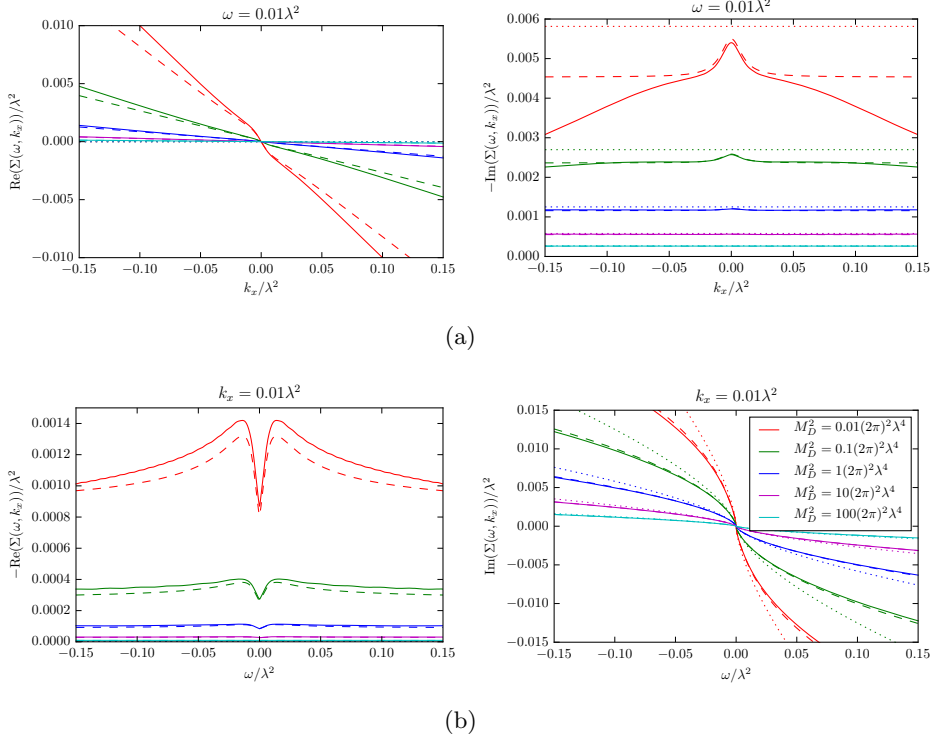 ω = 0.01λ²
0.010
0.005
0.000
−0.005
−0.010
Re(Σ(ω, k_x))/λ²
−0.15 −0.10 −0.05 0.00 0.05 0.10 0.15
k_x/λ²
ω = 0.01λ²
0.006
0.005
0.004
0.003
0.002
0.001
0.000
−Im(Σ(ω, k_x))/λ²
−0.15 −0.10 −0.05 0.00 0.05 0.10 0.15
k_x/λ²
(a)
k_x = 0.01λ²
0.0014
0.0012
0.0010
0.0008
0.0006
0.0004
0.0002
0.0000
−Re(Σ(ω, k_x))/λ²
−0.15 −0.10 −0.05 0.00 0.05 0.10 0.15
ω/λ²
k_x = 0.01λ²
0.015
0.010
0.005
0.000
−0.005
−0.010
−0.015
Im(Σ(ω, k_x))/λ²
M_D² = 0.01(2π)²λ⁴
M_D² = 0.1(2π)²λ⁴
M_D² = 1(2π)²λ⁴
M_D² = 10(2π)²λ⁴
M_D² = 100(2π)²λ⁴
−0.15 −0.10 −0.05 0.00 0.05 0.10 0.15
ω/λ²
(b)